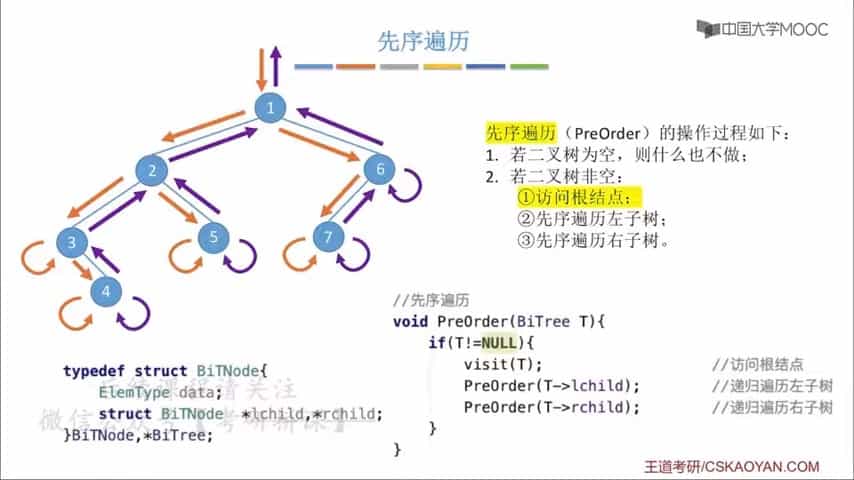 先序遍历
中国大学MOOC
1
2
6
3
5
7
4
先序遍历（PreOrder）的操作过程如下：
1. 若二叉树为空，则什么也不做；
2. 若二叉树非空：
①访问根结点；
②先序遍历左子树；
③先序遍历右子树。
//先序遍历
void PreOrder(BiTree T){
if(T!=NULL){
visit(T); //访问根结点
PreOrder(T->lchild); //递归遍历左子树
PreOrder(T->rchild); //递归遍历右子树
}
}
typedef struct BiTNode{
ElemType data;
struct BiTNode *lchild,*rchild;
}BiTNode,*BiTree;
后续课程请关注
微信公众号【考研
王道考研/CSKAOYAN.COM